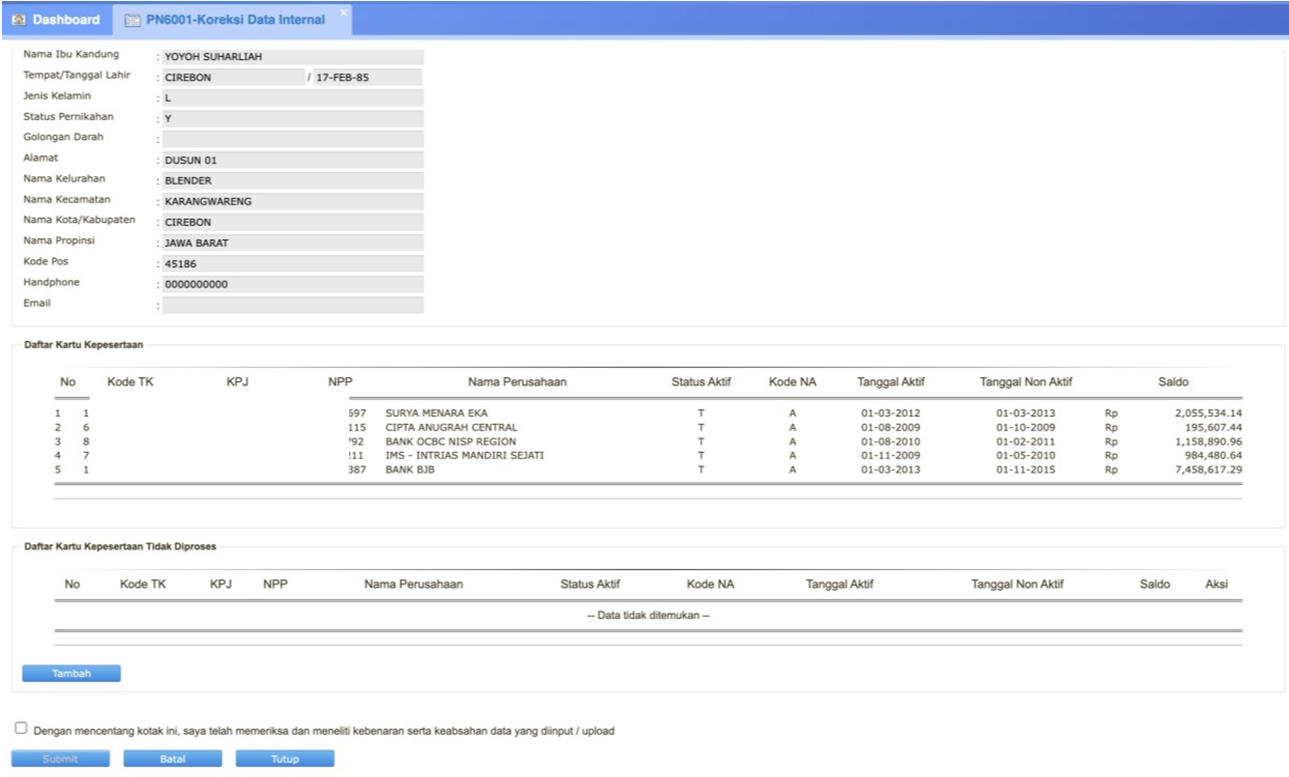 Dashboard PN6001-Koreksi Data Internal ×
Nama Ibu Kandung : YOYOH SUHARLIAH
Tempat/Tanggal Lahir : CIREBON / 17-FEB-85
Jenis Kelamin : L
Status Pernikahan : Y
Golongan Darah :
Alamat : DUSUN 01
Nama Kelurahan : BLENDER
Nama Kecamatan : KARANGWARENG
Nama Kota/Kabupaten : CIREBON
Nama Propinsi : JAWA BARAT
Kode Pos : 45186
Handphone : 0000000000
Email :
Daftar Kartu Kepesertaan
No Kode TK KPJ NPP Nama Perusahaan Status Aktif Kode NA Tanggal Aktif Tanggal Non Aktif Saldo
1 1 697 SURYA MENARA EKA T A 01-03-2012 01-03-2013 Rp 2,055,534.14
2 6 115 CIPTA ANUGRAH CENTRAL T A 01-08-2009 01-10-2009 Rp 195,607.44
3 8 92 BANK OCBC NISP REGION T A 01-08-2010 01-02-2011 Rp 1,158,890.96
4 7 11 IMS - INTRIAS MANDIRI SEJATI T A 01-11-2009 01-05-2010 Rp 984,480.64
5 1 387 BANK BJB T A 01-03-2013 01-11-2015 Rp 7,458,617.29
Daftar Kartu Kepesertaan Tidak Diproses
No Kode TK KPJ NPP Nama Perusahaan Status Aktif Kode NA Tanggal Aktif Tanggal Non Aktif Saldo Aksi
-- Data tidak ditemukan --
Tambah
Dengan mencentang kotak ini, saya telah memeriksa dan meneliti kebenaran serta keabsahan data yang diinput / upload
Submit Batal Tutup